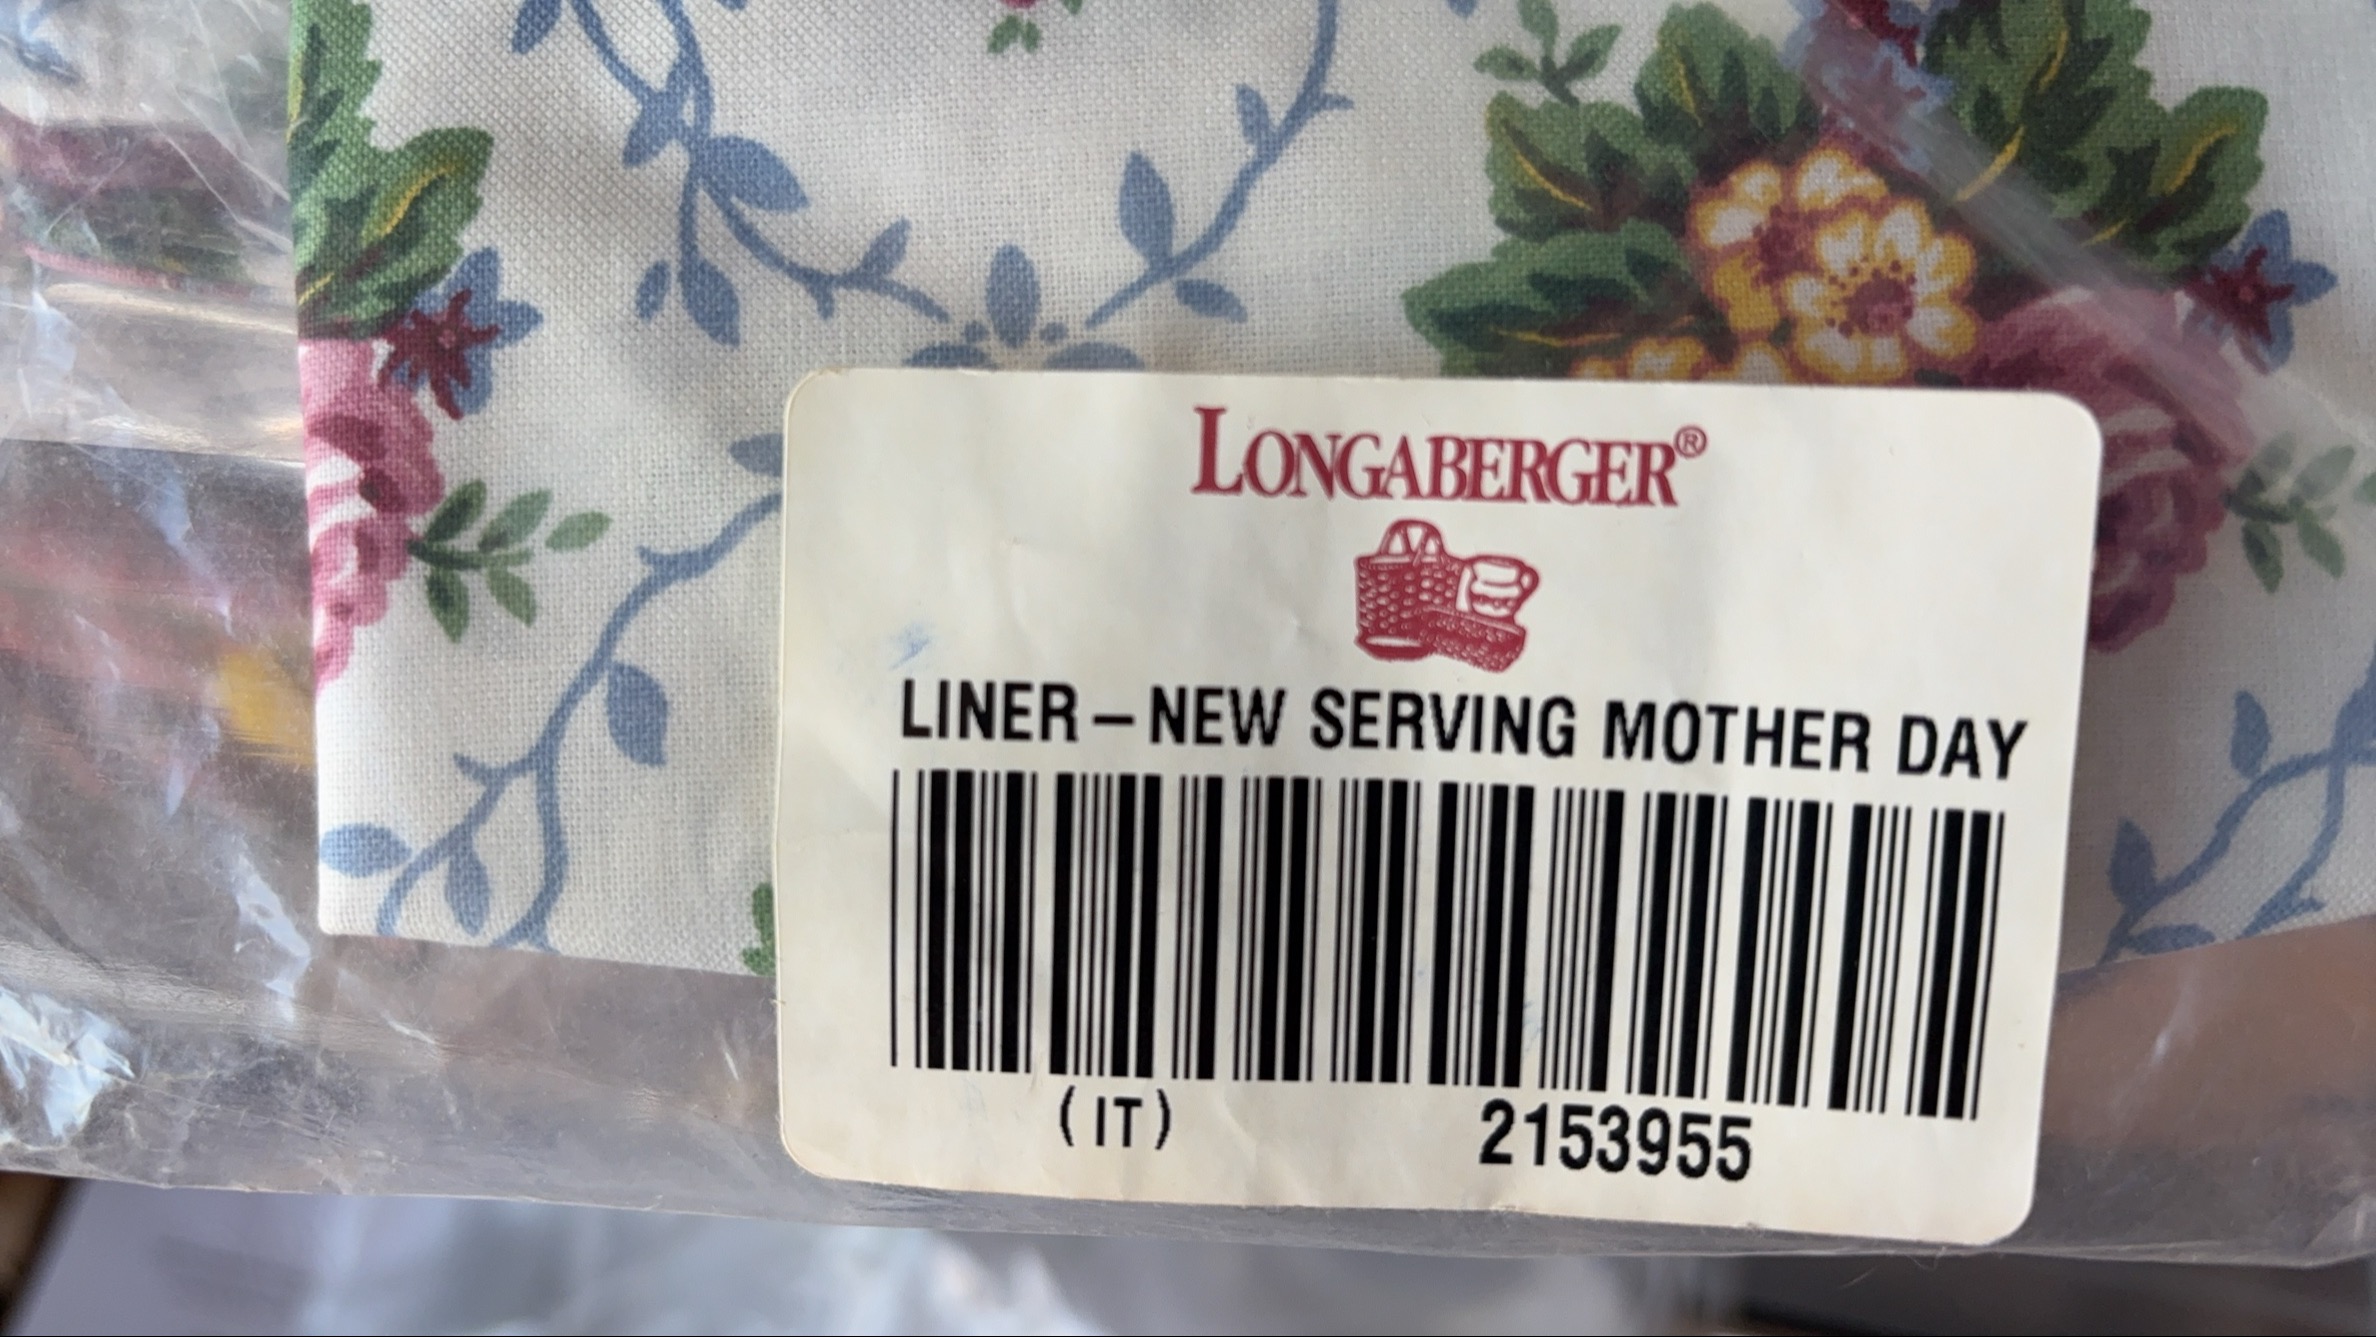 LONGABERGER®
LINER–NEW SERVING MOTHER DAY
(IT) 2153955